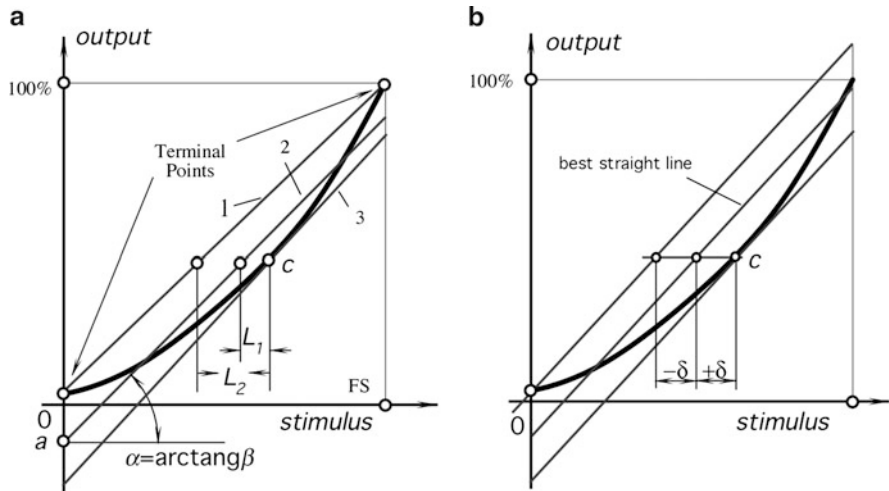 a
output
100%
Terminal
Points
1
2
3
c
L1
L2
FS
0
stimulus
a
α=arctangβ
b
output
100%
best straight line
c
-δ
+δ
0
stimulus